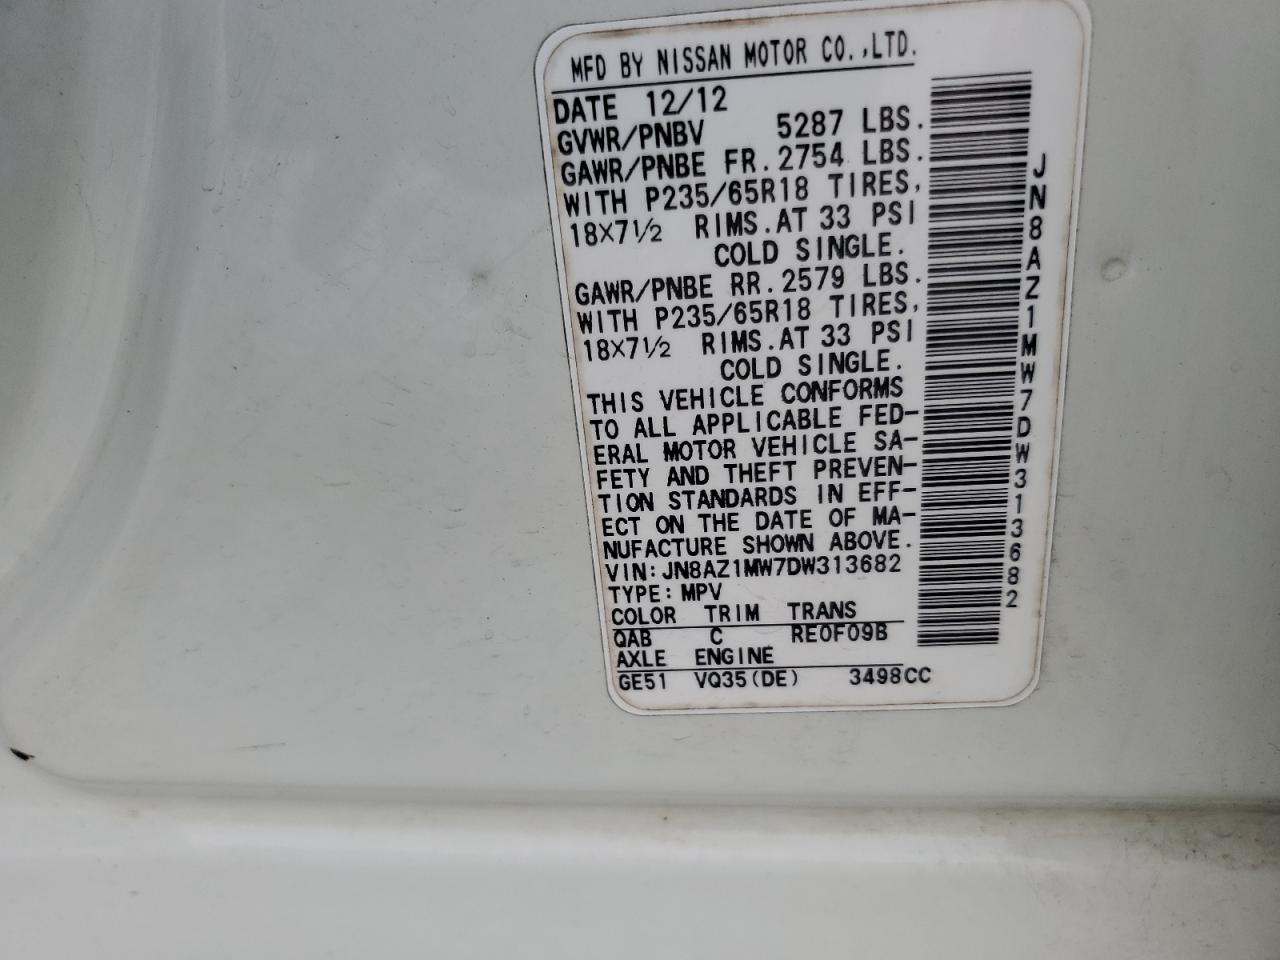 MFD BY NISSAN MOTOR CO.,LTD.
DATE 12/12
GVWR/PNBV 5287 LBS.
GAWR/PNBE FR. 2754 LBS.
WITH P235/65R18 TIRES,
18X7½ RIMS.AT 33 PSI
COLD SINGLE.
GAWR/PNBE RR. 2579 LBS.
WITH P235/65R18 TIRES,
18X7½ RIMS.AT 33 PSI
COLD SINGLE.
THIS VEHICLE CONFORMS
TO ALL APPLICABLE FED-
ERAL MOTOR VEHICLE SA-
FETY AND THEFT PREVEN-
TION STANDARDS IN EFF-
ECT ON THE DATE OF MA-
NUFACTURE SHOWN ABOVE.
VIN:JN8AZ1MW7DW313682
TYPE:MPV
COLOR TRIM TRANS
QAB C RE0F09B
AXLE ENGINE
GE51 VQ35(DE) 3498CC
JN8AZ1MW7DW313682